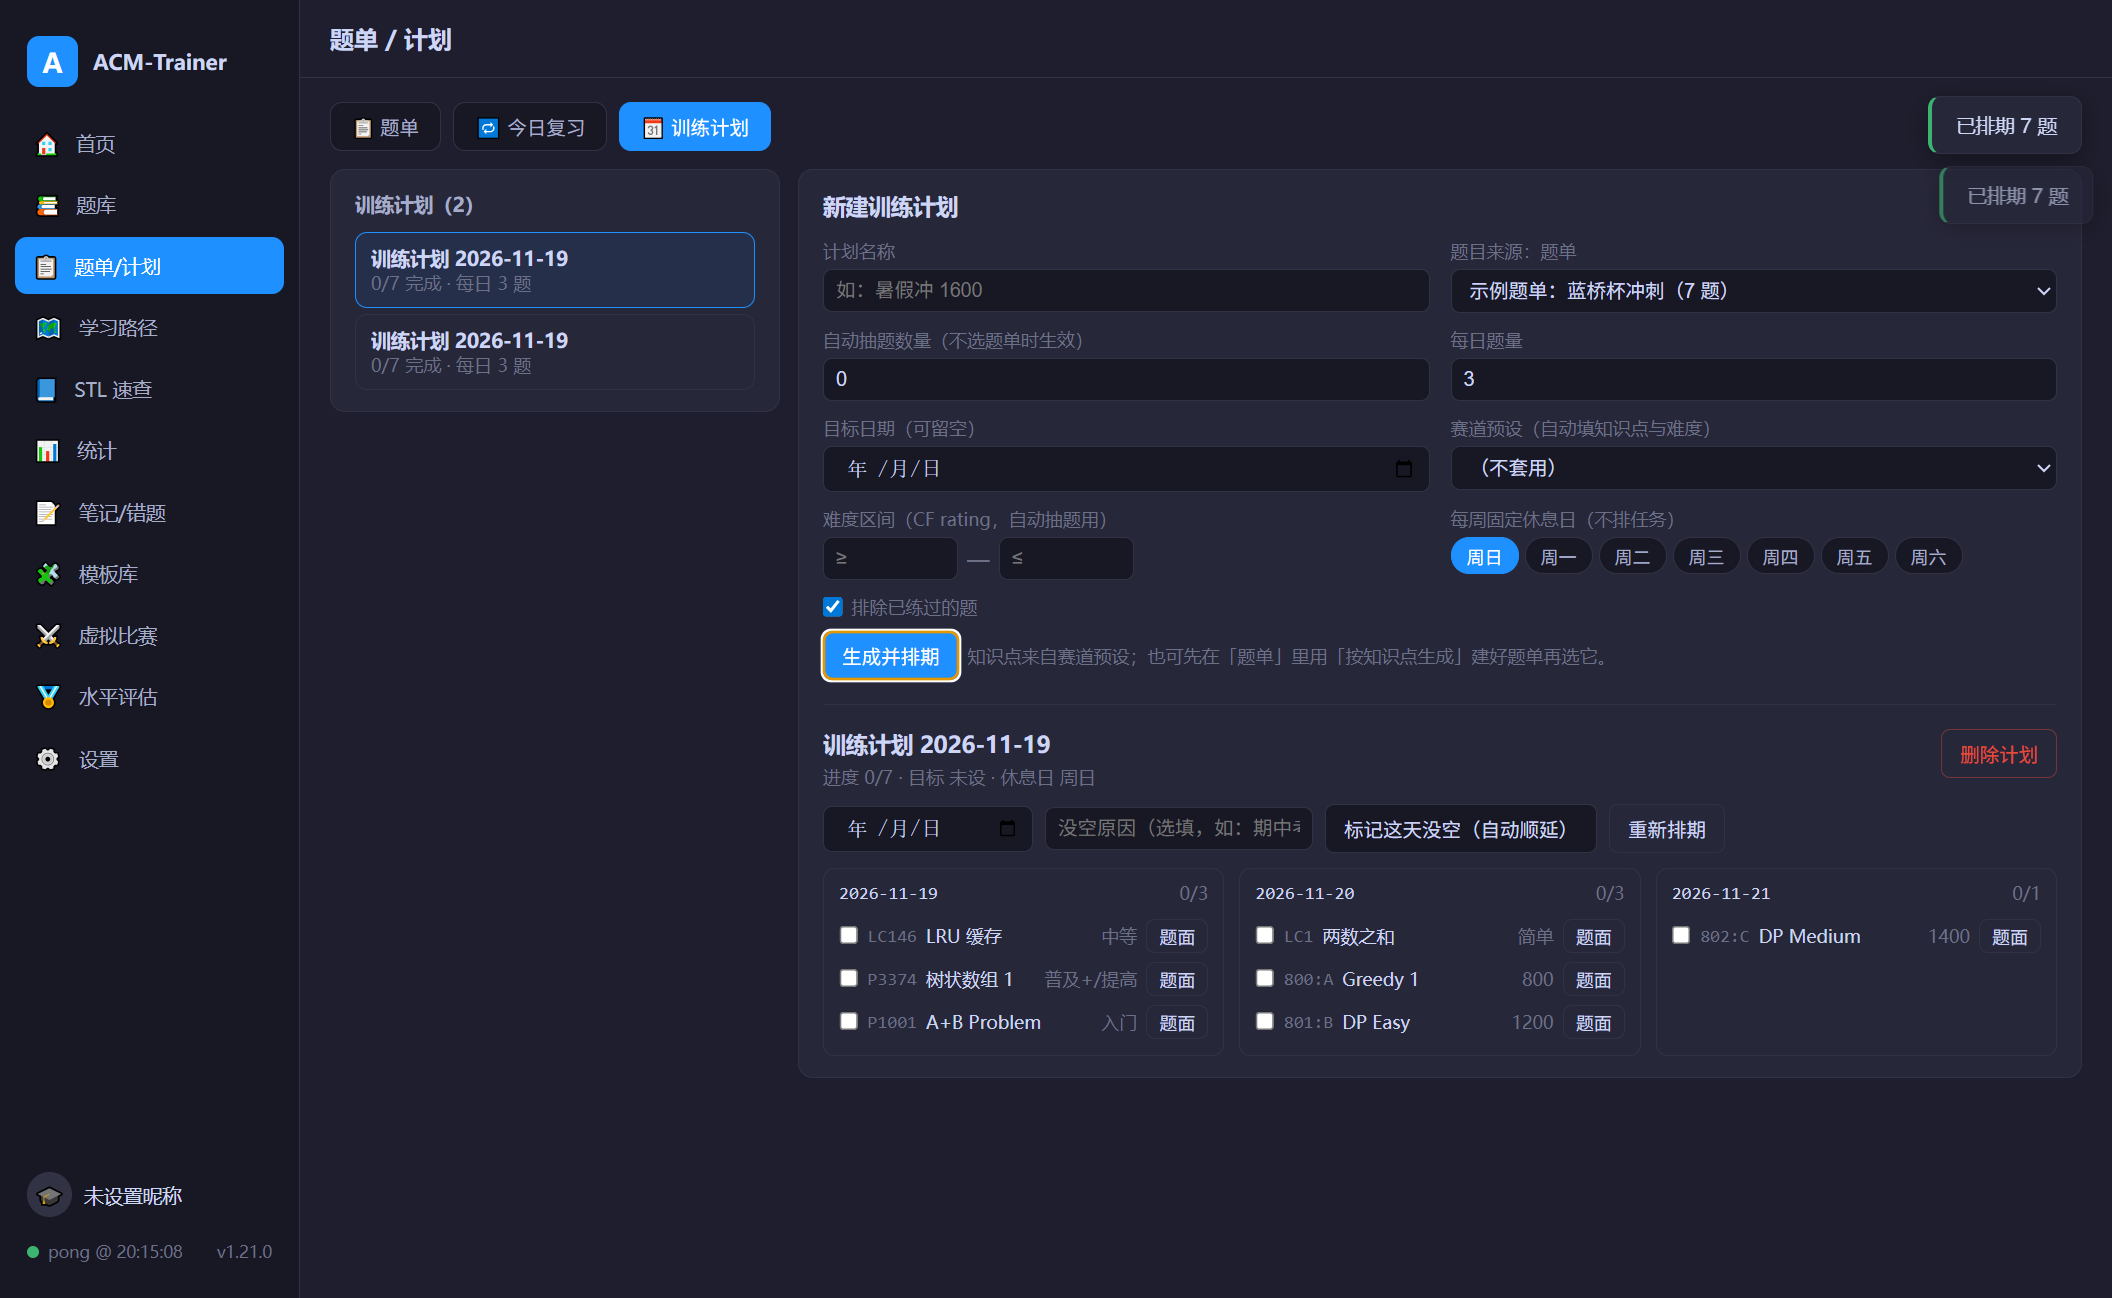 A ACM-Trainer
首页
题库
题单/计划
学习路径
STL 速查
统计
笔记/错题
模板库
虚拟比赛
水平评估
设置
未设置昵称
pong @ 20:15:08 v1.21.0
题单 / 计划
题单 今日复习 训练计划
已排期 7 题
已排期 7 题
训练计划（2）
训练计划 2026-11-19
0/7 完成 · 每日 3 题
训练计划 2026-11-19
0/7 完成 · 每日 3 题
新建训练计划
计划名称 题目来源：题单
如：暑假冲 1600 示例题单：蓝桥杯冲刺（7 题）
自动抽题数量（不选题单时生效） 每日题量
0 3
目标日期（可留空） 赛道预设（自动填知识点与难度）
年 /月/日 （不套用）
难度区间（CF rating，自动抽题用） 每周固定休息日（不排任务）
≥ — ≤ 周日 周一 周二 周三 周四 周五 周六
排除已练过的题
生成并排期 知识点来自赛道预设；也可先在「题单」里用「按知识点生成」建好题单再选它。
训练计划 2026-11-19 删除计划
进度 0/7 · 目标 未设 · 休息日 周日
年 /月/日 没空原因（选填，如：期中 标记这天没空（自动顺延） 重新排期
2026-11-19 0/3
LC146 LRU 缓存 中等 题面
P3374 树状数组 1 普及+/提高 题面
P1001 A+B Problem 入门 题面
2026-11-20 0/3
LC1 两数之和 简单 题面
800:A Greedy 1 800 题面
801:B DP Easy 1200 题面
2026-11-21 0/1
802:C DP Medium 1400 题面